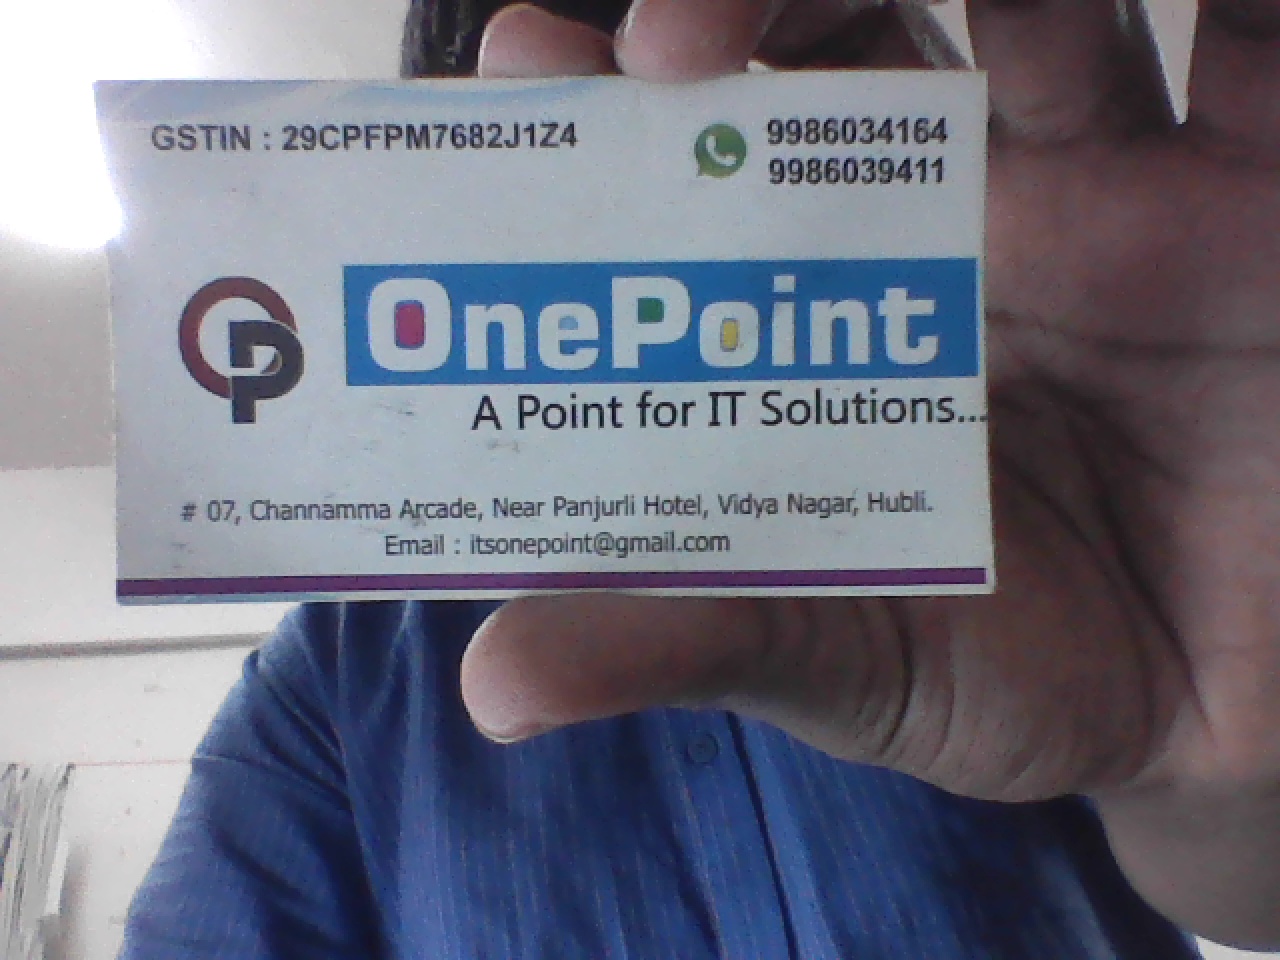 GSTIN : 29CPFPM7682J1Z4
9986034164
9986039411
OP
OnePoint
A Point for IT Solutions...
# 07, Channamma Arcade, Near Panjurli Hotel, Vidya Nagar, Hubli.
Email : itsonepoint@gmail.com